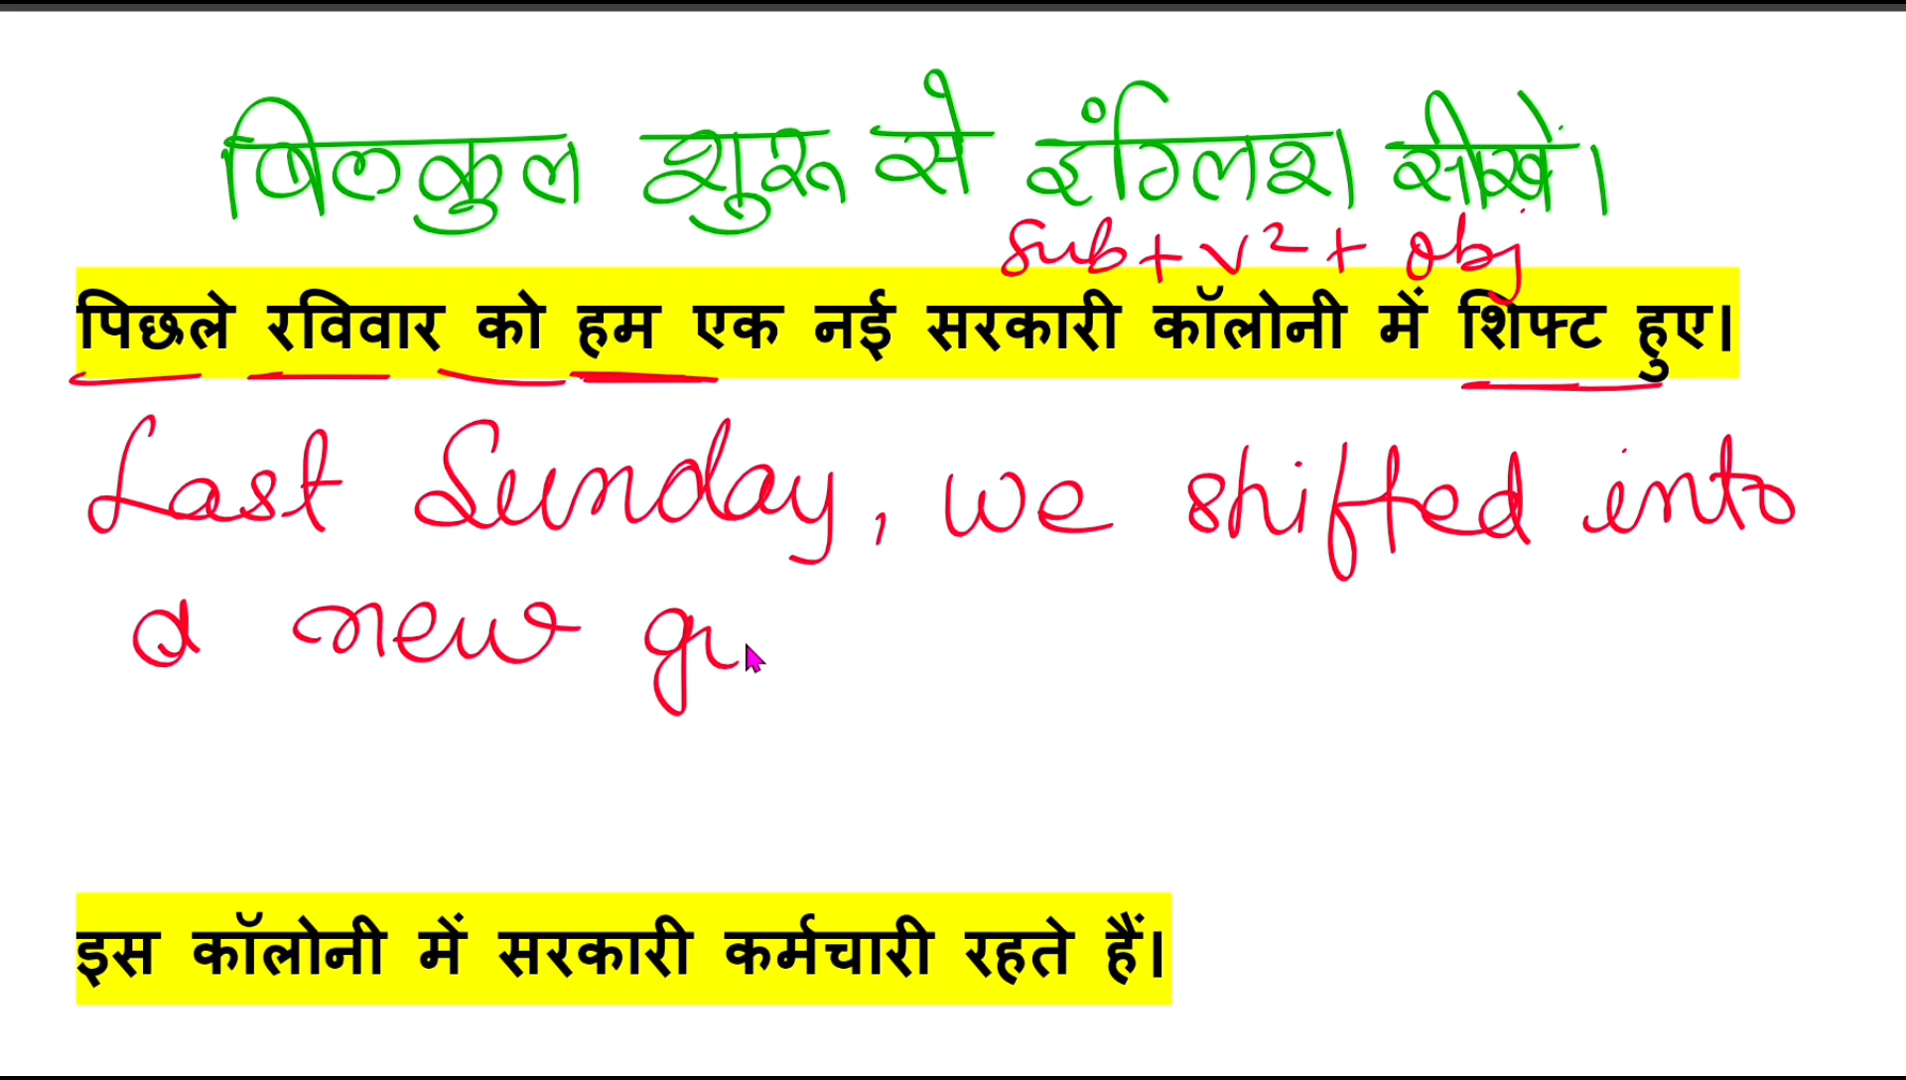 बिल्कुल शुरू से इंग्लिश सीखें।
sub + v2 + obj
पिछले रविवार को हम एक नई सरकारी कॉलोनी में शिफ्ट हुए।
Last Sunday, we shifted into
a new
इस कॉलोनी में सरकारी कर्मचारी रहते हैं।